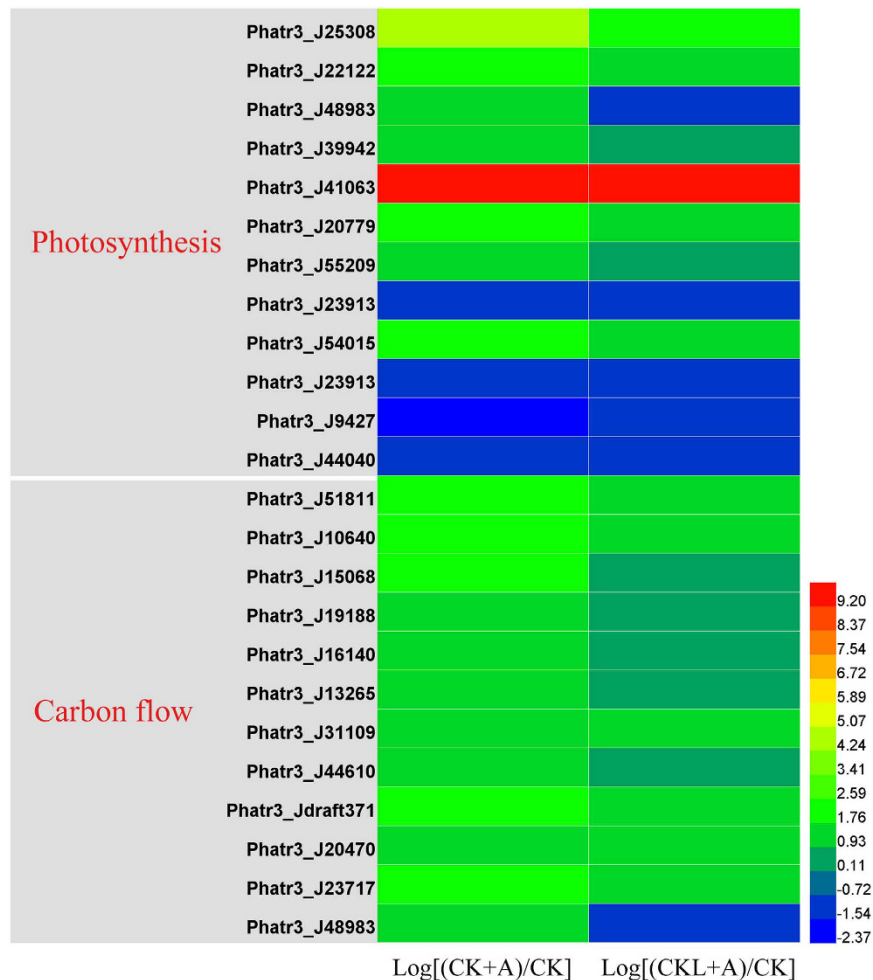 Photosynthesis
Phatr3_J25308
Phatr3_J22122
Phatr3_J48983
Phatr3_J39942
Phatr3_J41063
Phatr3_J20779
Phatr3_J55209
Phatr3_J23913
Phatr3_J54015
Phatr3_J23913
Phatr3_J9427
Phatr3_J44040
Carbon flow
Phatr3_J51811
Phatr3_J10640
Phatr3_J15068
Phatr3_J19188
Phatr3_J16140
Phatr3_J13265
Phatr3_J31109
Phatr3_J44610
Phatr3_Jdraft371
Phatr3_J20470
Phatr3_J23717
Phatr3_J48983
9.20
8.37
7.54
6.72
5.89
5.07
4.24
3.41
2.59
1.76
0.93
0.11
-0.72
-1.54
-2.37
Log[(CK+A)/CK] Log[(CKL+A)/CK]